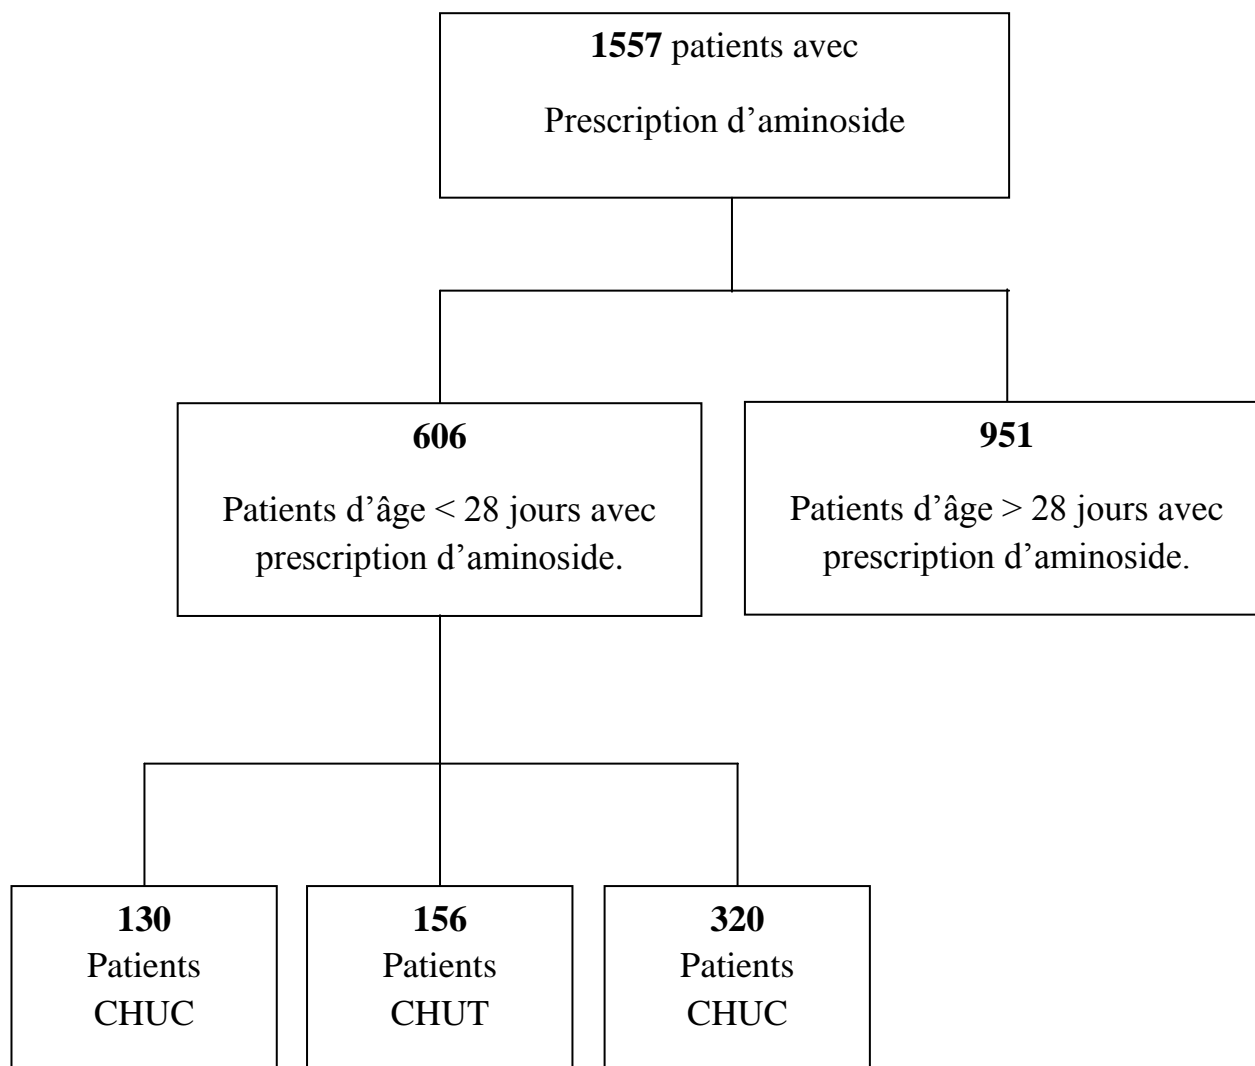 1557 patients avec
Prescription d’aminoside
606
Patients d’âge < 28 jours avec
prescription d’aminoside.
951
Patients d’âge > 28 jours avec
prescription d’aminoside.
130
Patients
CHUC
156
Patients
CHUT
320
Patients
CHUC